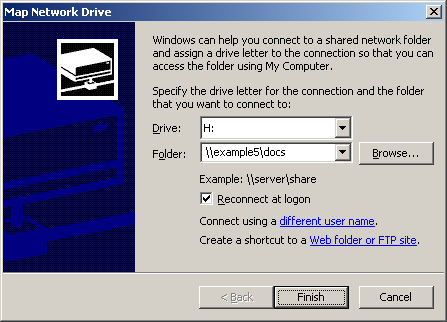 Map Network Drive
Windows can help you connect to a shared network folder
and assign a drive letter to the connection so that you can
access the folder using My Computer.
Specify the drive letter for the connection and the folder
that you want to connect to:
Drive: H:
Folder: \\example5\docs Browse...
Example: \\server\share
Reconnect at logon
Connect using a different user name.
Create a shortcut to a Web folder or FTP site.
< Back Finish Cancel